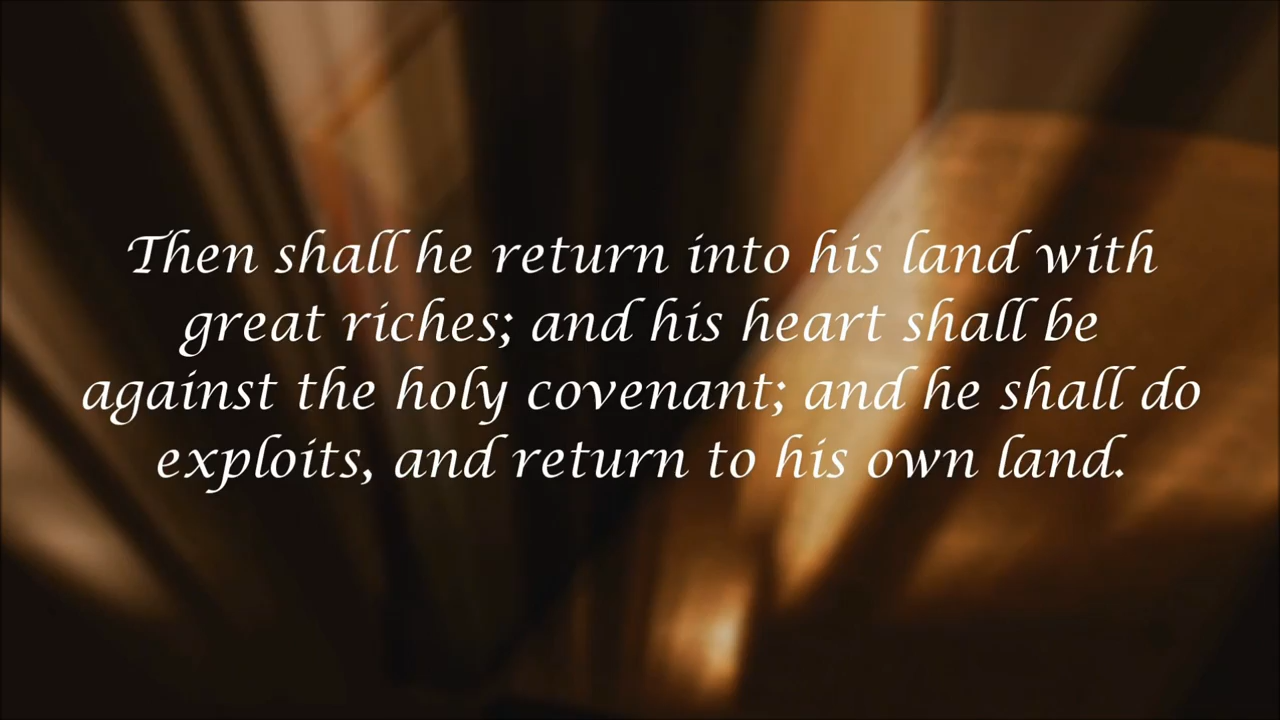 Then shall he return into his land with
great riches; and his heart shall be
against the holy covenant; and he shall do
exploits, and return to his own land.